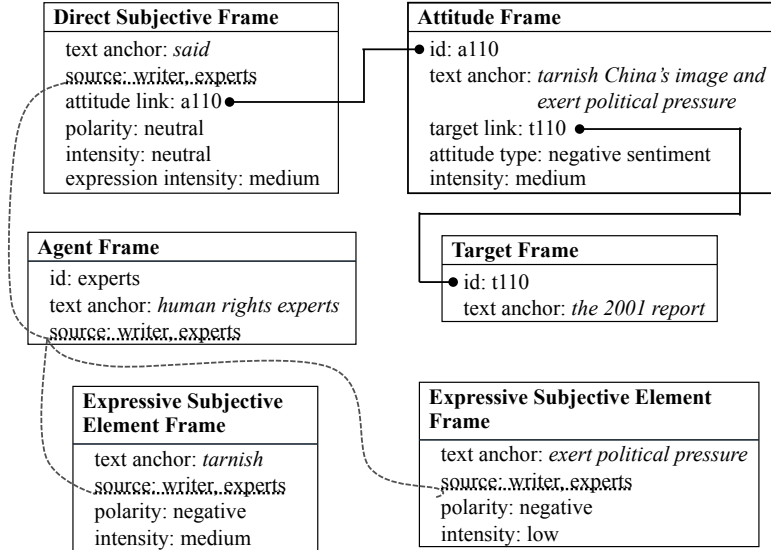 Direct Subjective Frame
text anchor: said
source: writer, experts
attitude link: a110
polarity: neutral
intensity: neutral
expression intensity: medium
Attitude Frame
id: a110
text anchor: tarnish China’s image and
exert political pressure
target link: t110
attitude type: negative sentiment
intensity: medium
Agent Frame
id: experts
text anchor: human rights experts
source: writer, experts
Target Frame
id: t110
text anchor: the 2001 report
Expressive Subjective
Element Frame
text anchor: tarnish
source: writer, experts
polarity: negative
intensity: medium
Expressive Subjective Element
Frame
text anchor: exert political pressure
source: writer, experts
polarity: negative
intensity: low